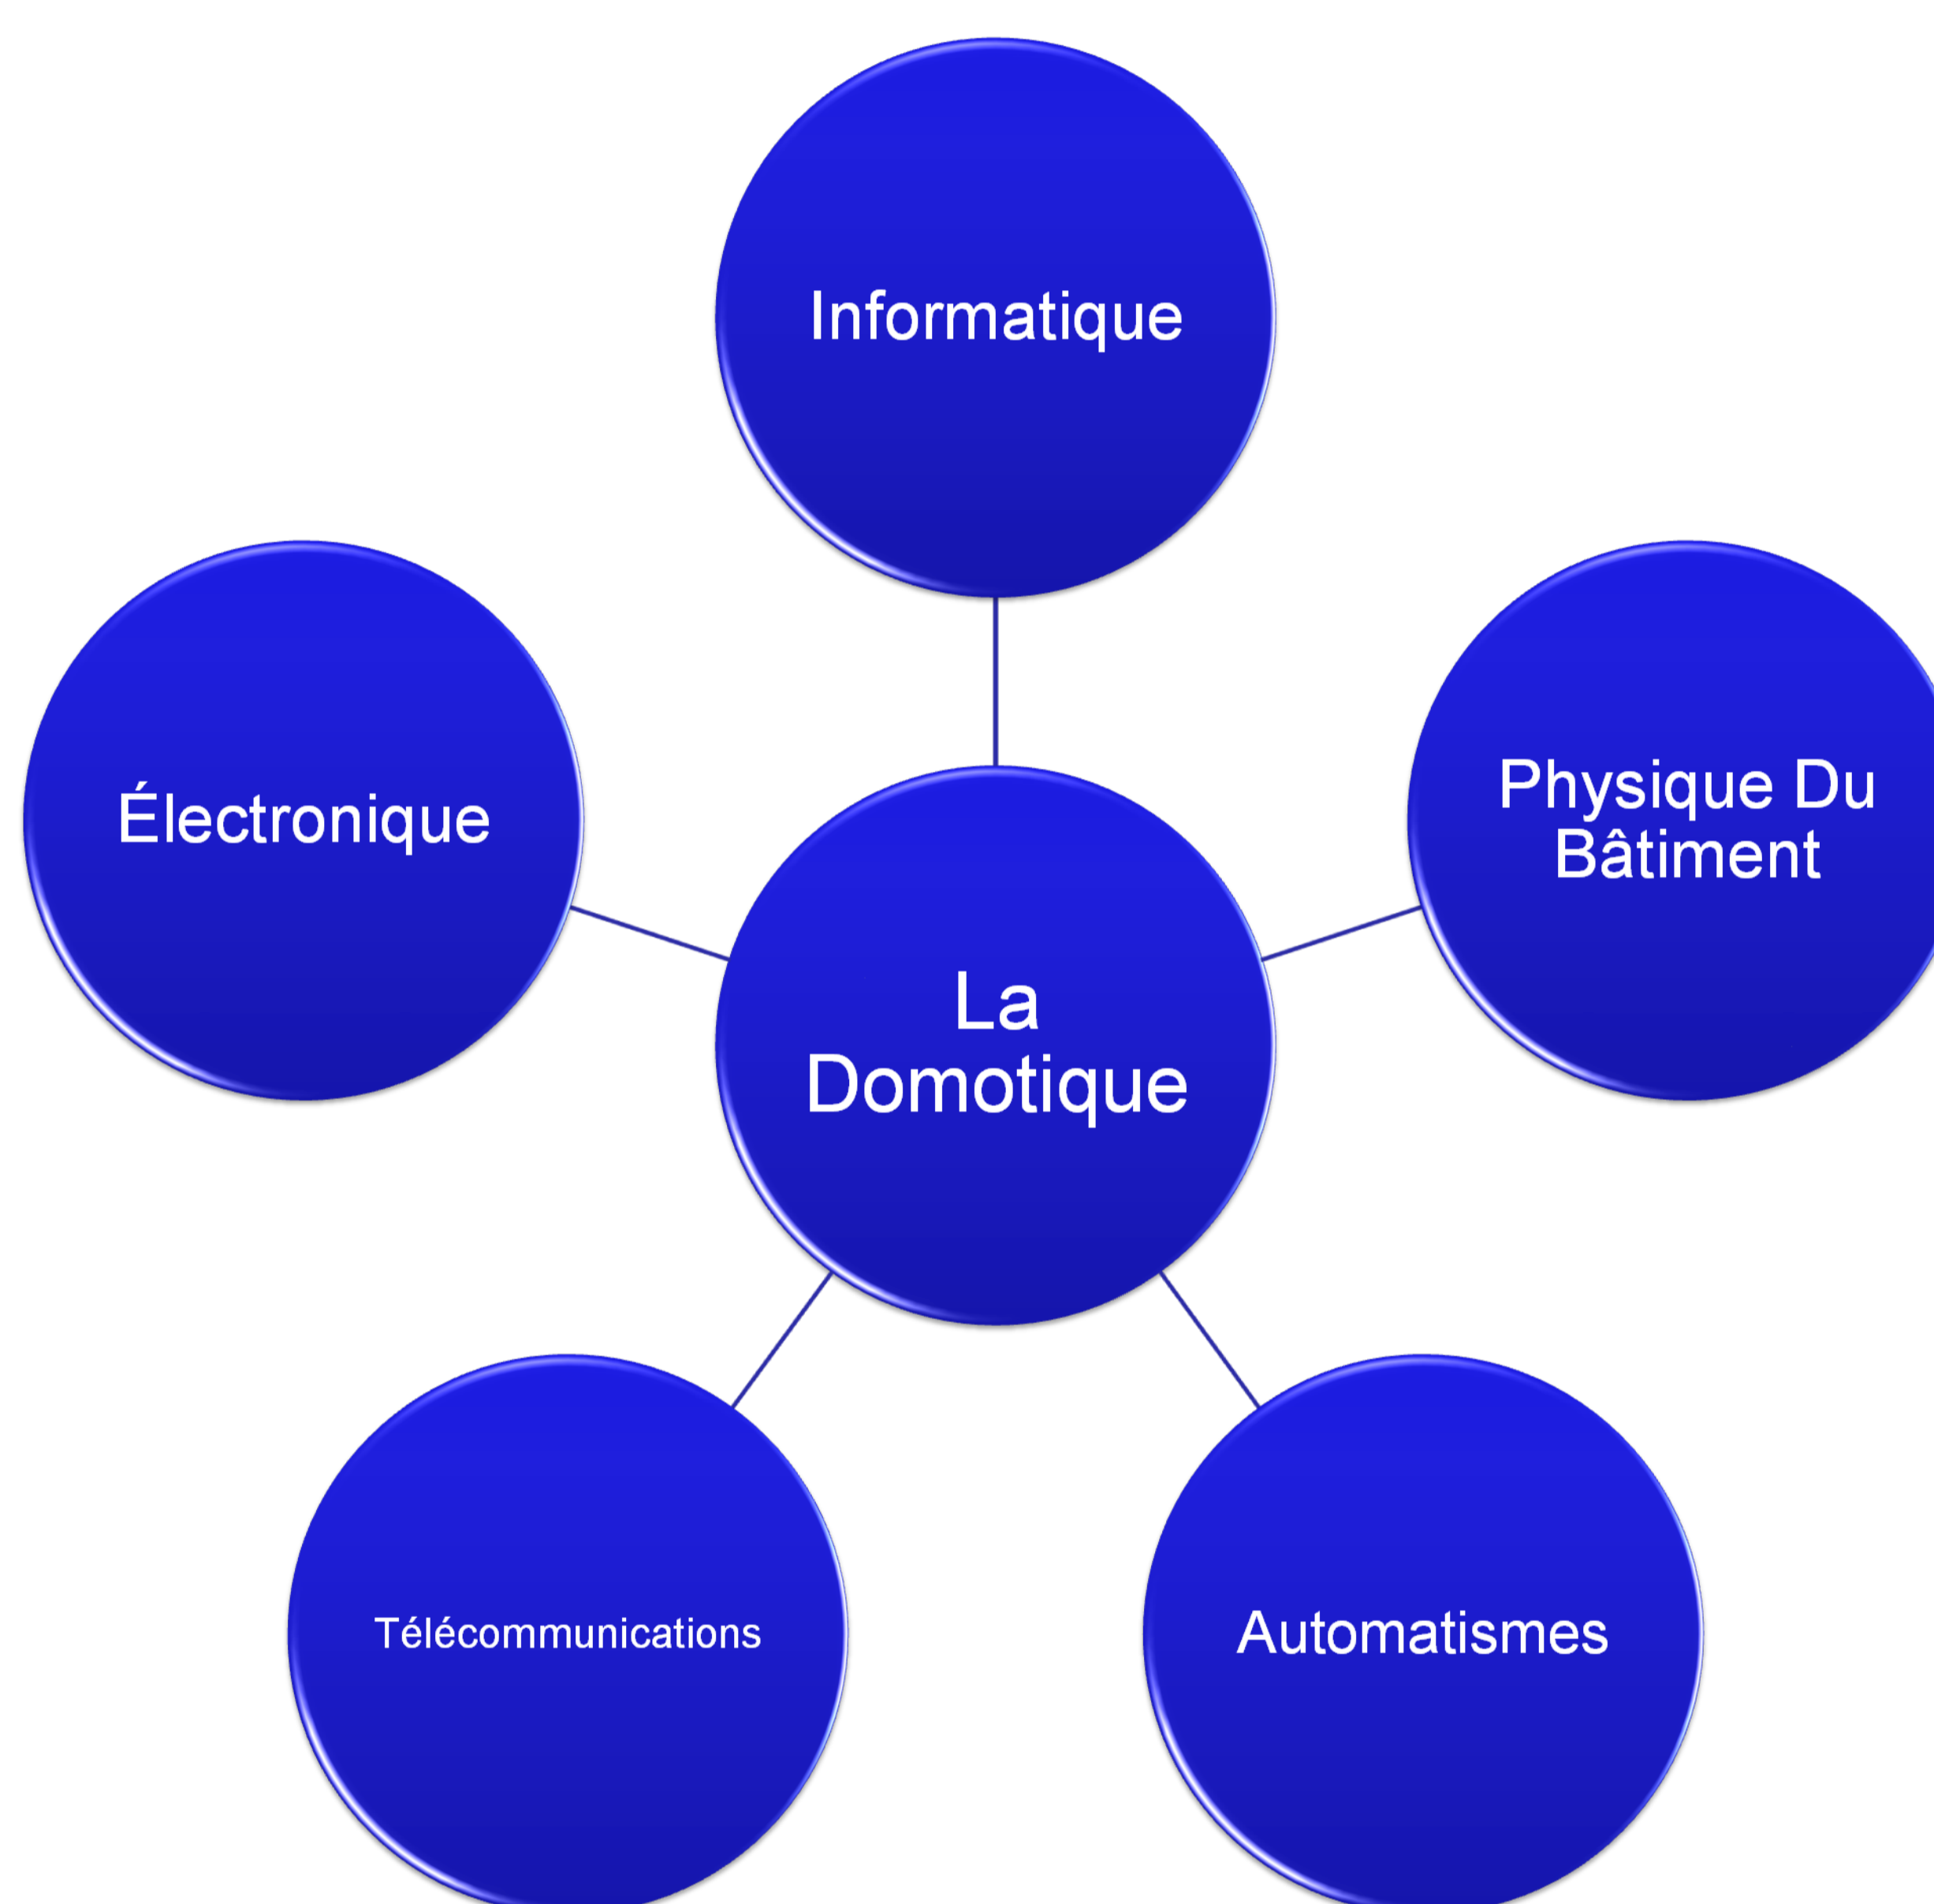 Informatique
Électronique
Physique Du
Bâtiment
La
Domotique
Télécommunications
Automatismes